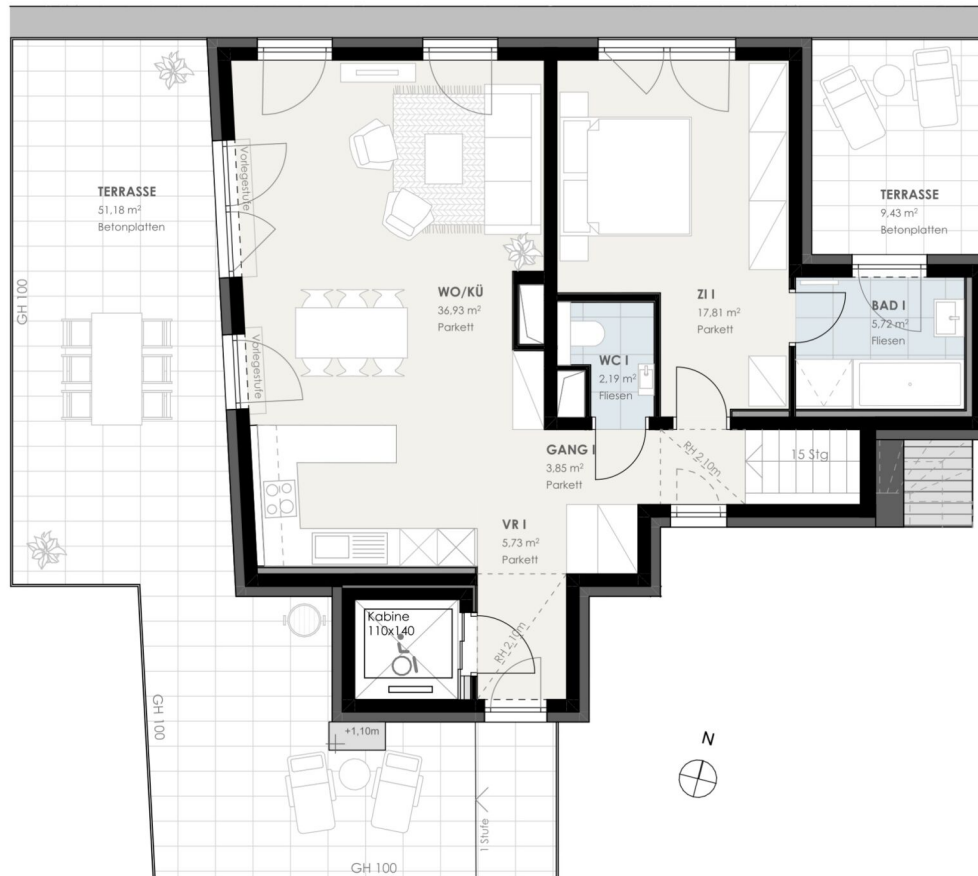 TERRASSE
51,18 m²
Betonplatten
GH 100
Vorlegestufe
Vorlegestufe
WO/KÜ
36,93 m²
Parkett
ZI I
17,81 m²
Parkett
TERRASSE
9,43 m²
Betonplatten
BAD I
5,72 m²
Fliesen
WC I
2,19 m²
Fliesen
GANG I
3,85 m²
Parkett
RH 2,10m
15 Stg
VR I
5,73 m²
Parkett
RH 2,10m
Kabine
110x140
GH 100
+1,10m
1 Stufe
GH 100
N